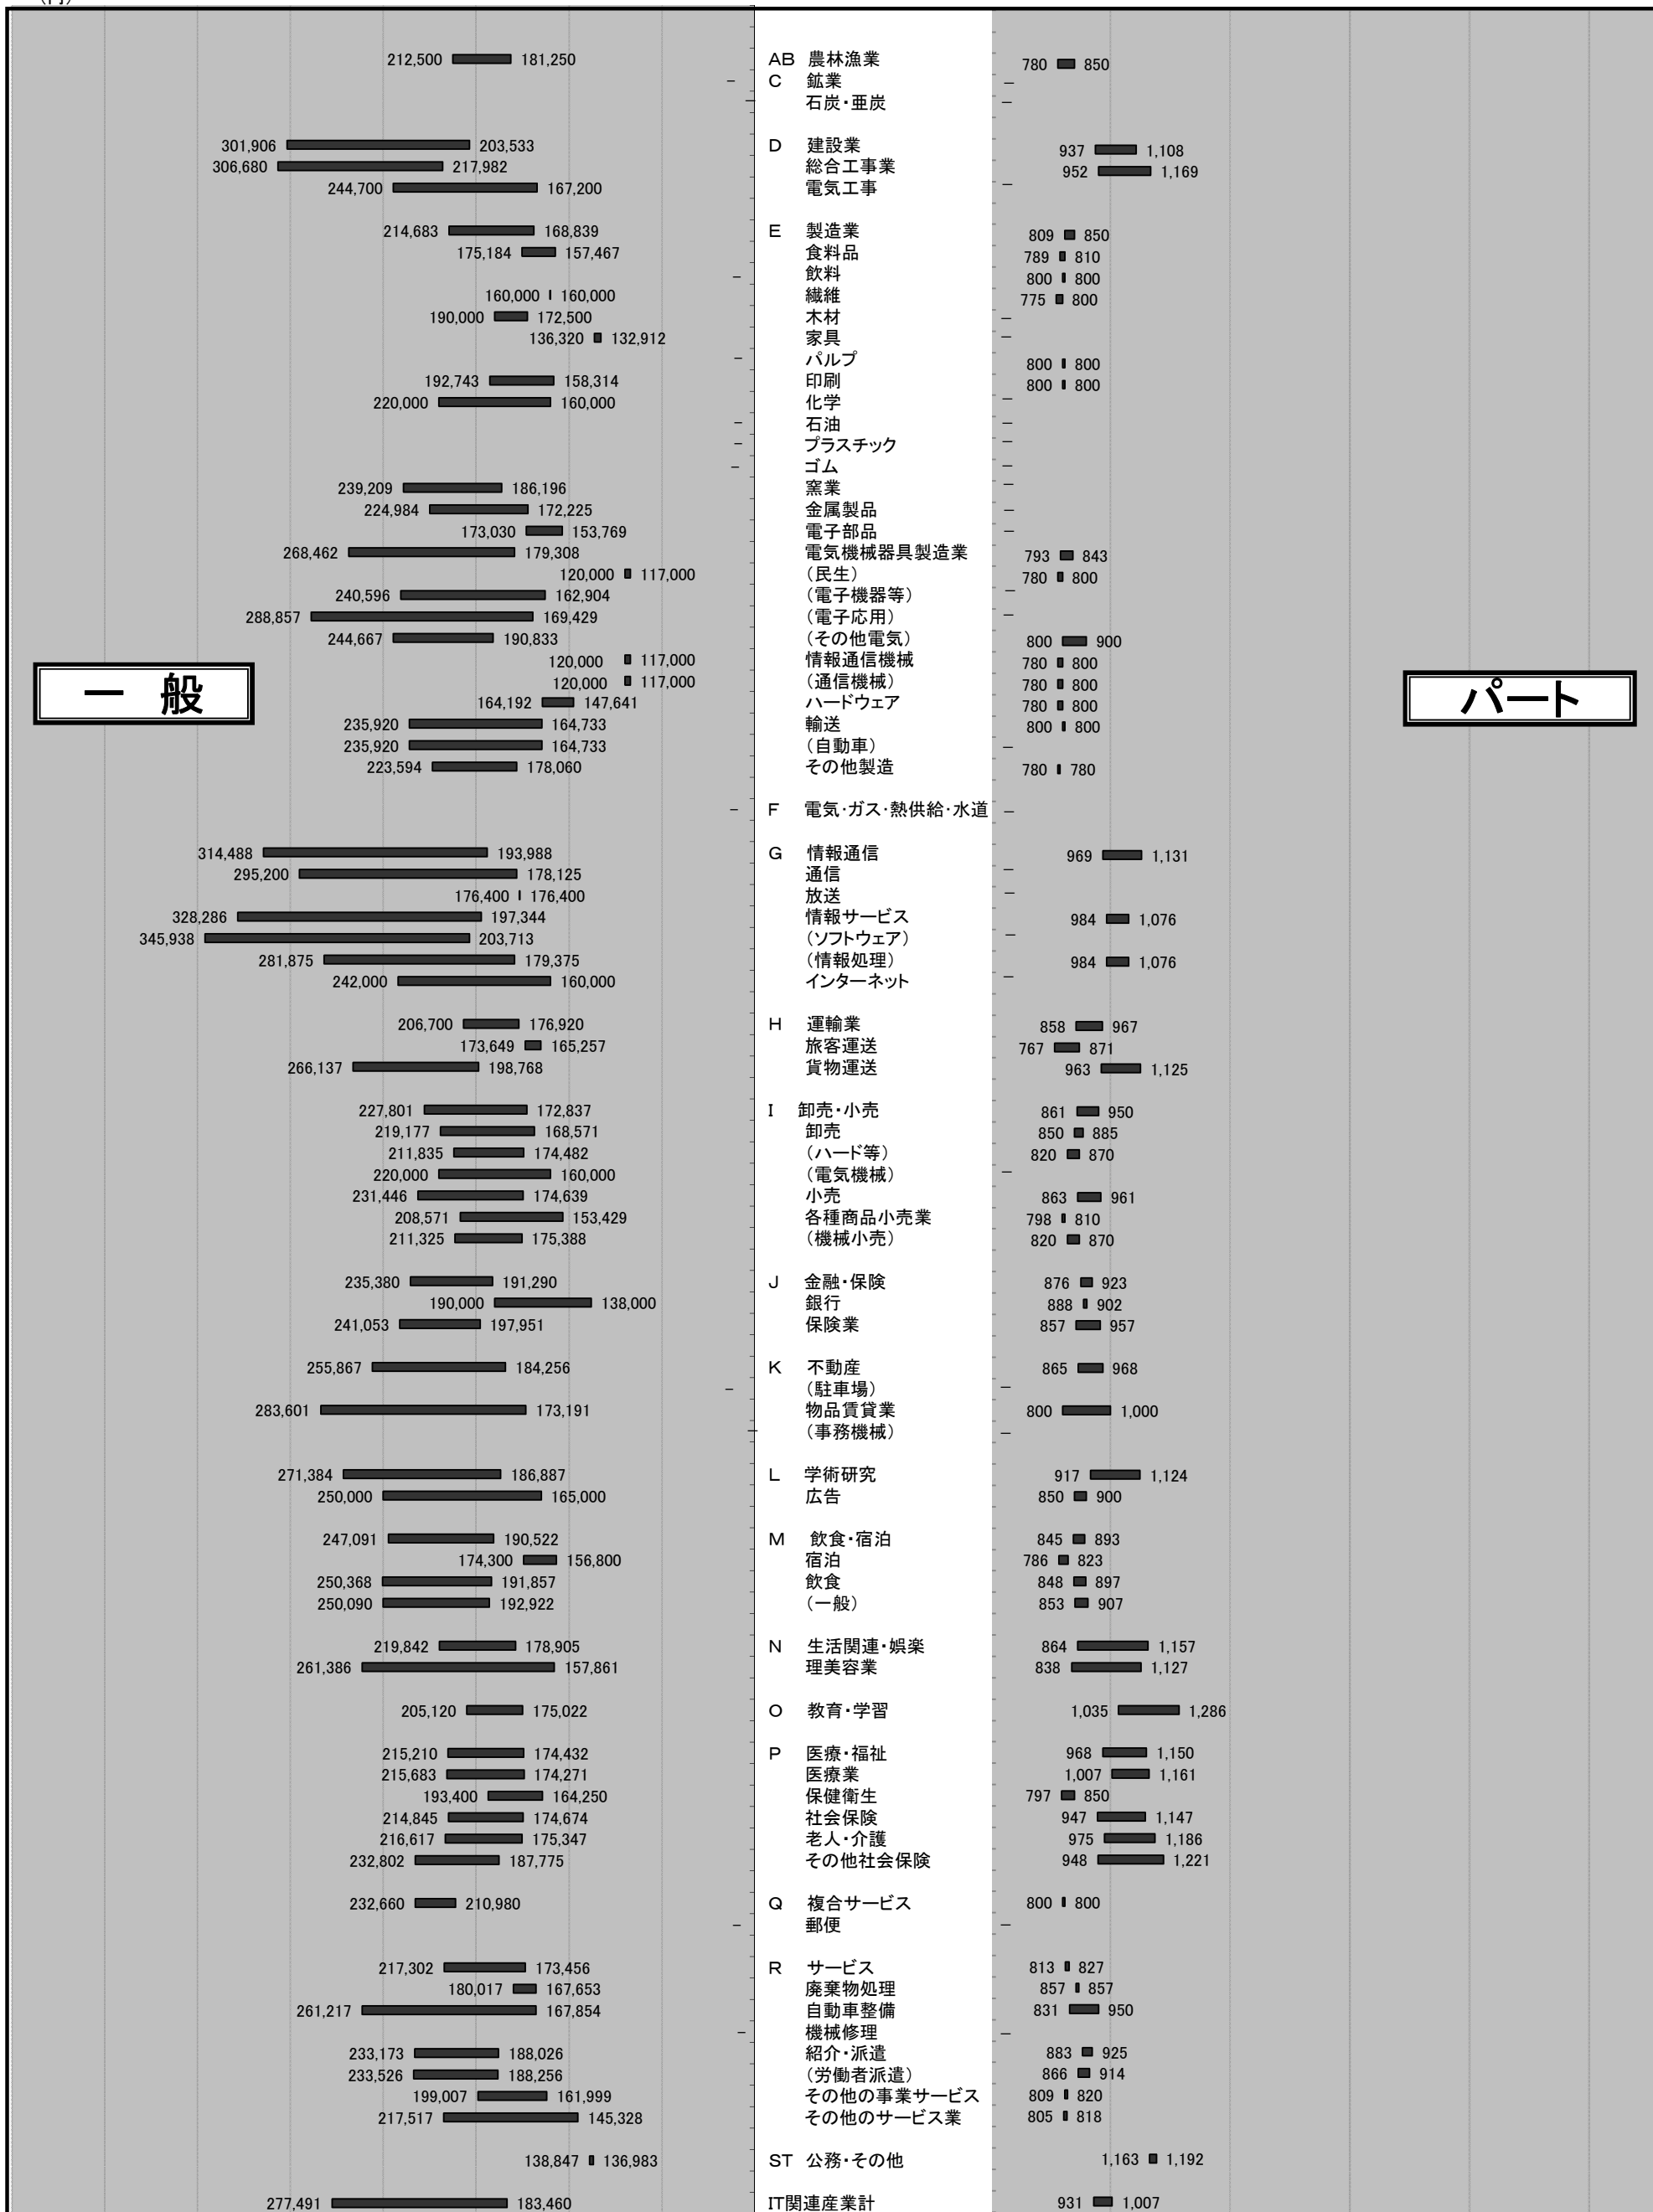 (円)
212,500 181,250 AB 農林漁業 780 850
－ C 鉱業 －
－ 石炭・亜炭 －
301,906 203,533 D 建設業 937 1,108
306,680 217,982 総合工事業 952 1,169
244,700 167,200 電気工事 －
214,683 168,839 E 製造業 809 850
175,184 157,467 食料品 789 810
－ 飲料 800 800
160,000 160,000 繊維 775 800
190,000 172,500 木材 －
136,320 132,912 家具 －
－ パルプ 800 800
192,743 158,314 印刷 800 800
220,000 160,000 化学 －
－ 石油 －
－ プラスチック －
－ ゴム －
239,209 186,196 窯業 －
224,984 172,225 金属製品 －
173,030 153,769 電子部品 －
268,462 179,308 電気機械器具製造業 793 843
120,000 117,000 （民生） 780 800
240,596 162,904 （電子機器等） －
288,857 169,429 （電子応用） －
244,667 190,833 （その他電気） 800 900
120,000 117,000 情報通信機械 780 800
一 般 120,000 117,000 （通信機械） 780 800 パート
164,192 147,641 ハードウェア 780 800
235,920 164,733 輸送 800 800
235,920 164,733 （自動車） －
223,594 178,060 その他製造 780 780
－ F 電気・ガス・熱供給・水道 －
314,488 193,988 G 情報通信 969 1,131
295,200 178,125 通信 －
176,400 176,400 放送 －
328,286 197,344 情報サービス 984 1,076
345,938 203,713 （ソフトウェア） －
281,875 179,375 （情報処理） 984 1,076
242,000 160,000 インターネット －
206,700 176,920 H 運輸業 858 967
173,649 165,257 旅客運送 767 871
266,137 198,768 貨物運送 963 1,125
227,801 172,837 I 卸売・小売 861 950
219,177 168,571 卸売 850 885
211,835 174,482 （ハード等） 820 870
220,000 160,000 （電気機械） －
231,446 174,639 小売 863 961
208,571 153,429 各種商品小売業 798 810
211,325 175,388 （機械小売） 820 870
235,380 191,290 J 金融・保険 876 923
190,000 138,000 銀行 888 902
241,053 197,951 保険業 857 957
255,867 184,256 K 不動産 865 968
－ （駐車場） －
283,601 173,191 物品賃貸業 800 1,000
－ （事務機械） －
271,384 186,887 L 学術研究 917 1,124
250,000 165,000 広告 850 900
247,091 190,522 M 飲食・宿泊 845 893
174,300 156,800 宿泊 786 823
250,368 191,857 飲食 848 897
250,090 192,922 （一般） 853 907
219,842 178,905 N 生活関連・娯楽 864 1,157
261,386 157,861 理美容業 838 1,127
205,120 175,022 O 教育・学習 1,035 1,286
215,210 174,432 P 医療・福祉 968 1,150
215,683 174,271 医療業 1,007 1,161
193,400 164,250 保健衛生 797 850
214,845 174,674 社会保険 947 1,147
216,617 175,347 老人・介護 975 1,186
232,802 187,775 その他社会保険 948 1,221
232,660 210,980 Q 複合サービス 800 800
－ 郵便 －
217,302 173,456 R サービス 813 827
180,017 167,653 廃棄物処理 857 857
261,217 167,854 自動車整備 831 950
－ 機械修理 －
233,173 188,026 紹介・派遣 883 925
233,526 188,256 （労働者派遣） 866 914
199,007 161,999 その他の事業サービス 809 820
217,517 145,328 その他のサービス業 805 818
138,847 136,983 ST 公務・その他 1,163 1,192
277,491 183,460 IT関連産業計 931 1,007